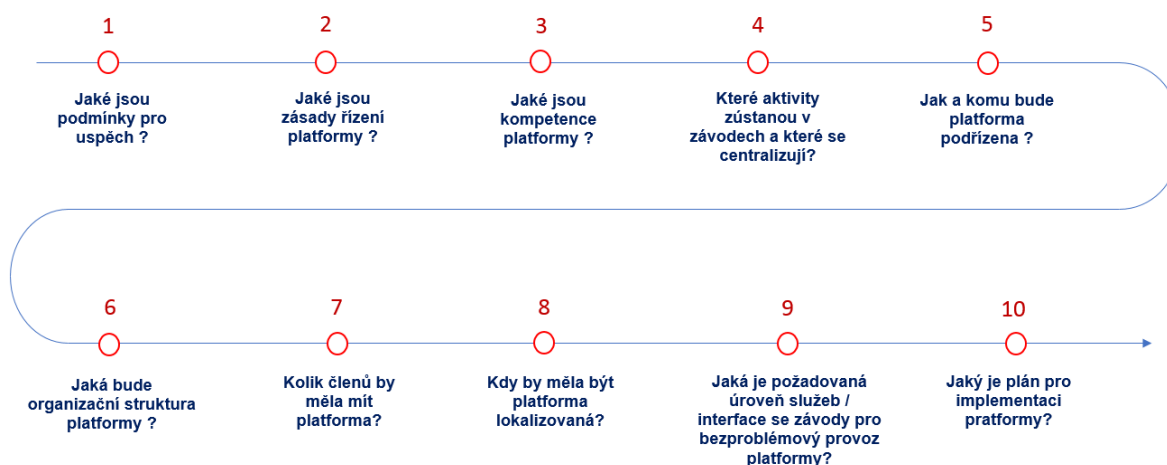 1
Jaké jsou
podmínky pro
uspěch ?
2
Jaké jsou
zásady řízení
platformy ?
3
Jaké jsou
kompetence
platformy ?
4
Které aktivity
zústanou v
závodech a které se
centralizují?
5
Jak a komu bude
platforma
podřízena ?
6
Jaká bude
organizační struktura
platformy ?
7
Kolik členů by
měla mít
platforma?
8
Kdy by měla být
platforma
lokalizovaná?
9
Jaká je požadovaná
úroveň služeb /
interface se závody pro
bezproblémový provoz
platformy?
10
Jaký je plán pro
implementaci
pratformy?